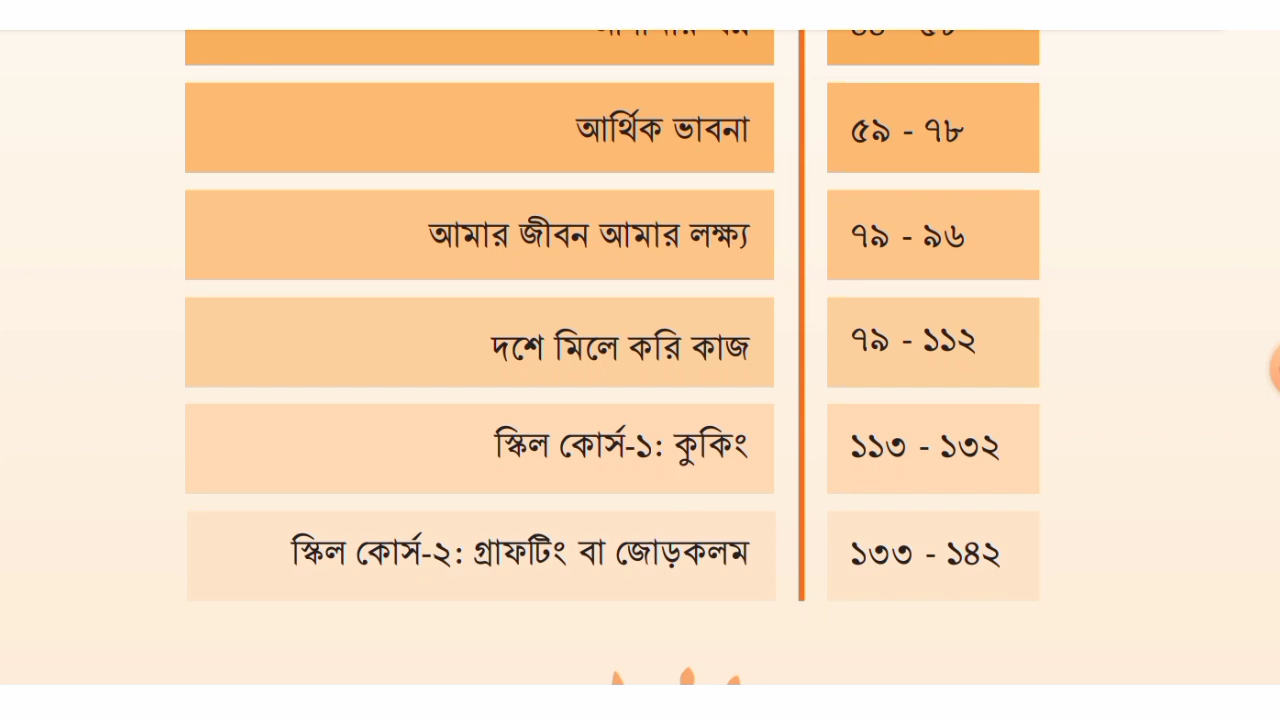 আর্থিক ভাবনা ৫৯ - ৭৮
আমার জীবন আমার লক্ষ্য ৭৯ - ৯৬
দশে মিলে করি কাজ ৭৯ - ১১২
স্কিল কোর্স-১: কুকিং ১১৩ - ১৩২
স্কিল কোর্স-২: গ্রাফটিং বা জোড়কলম ১৩৩ - ১৪২